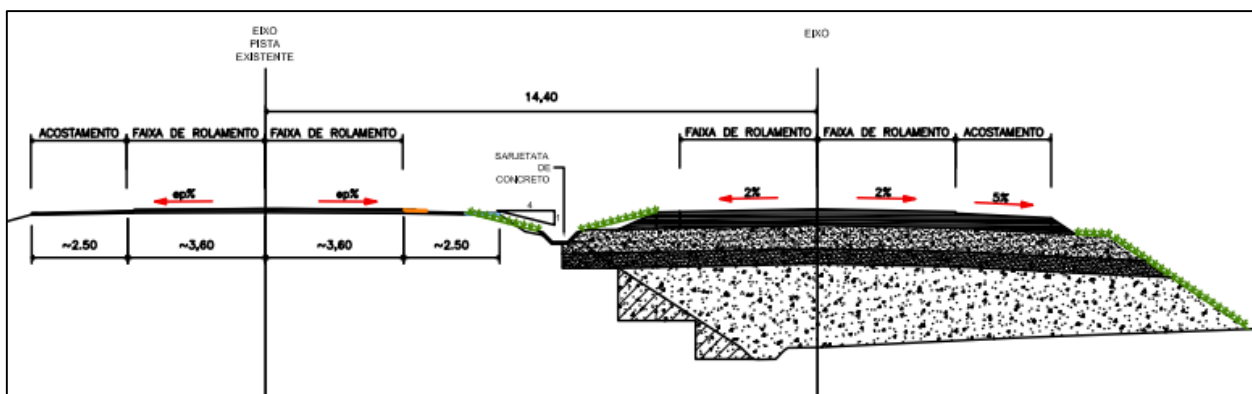 EIXO
PISTA
EXISTENTE
EIXO
14,40
ACOSTAMENTO
FAIXA DE ROLAMENTO
FAIXA DE ROLAMENTO
FAIXA DE ROLAMENTO
FAIXA DE ROLAMENTO
ACOSTAMENTO
SARJETATA
DE
CONCRETO
ep%
ep%
4
1
2%
2%
5%
~2.50
~3,60
~3,60
~2.50